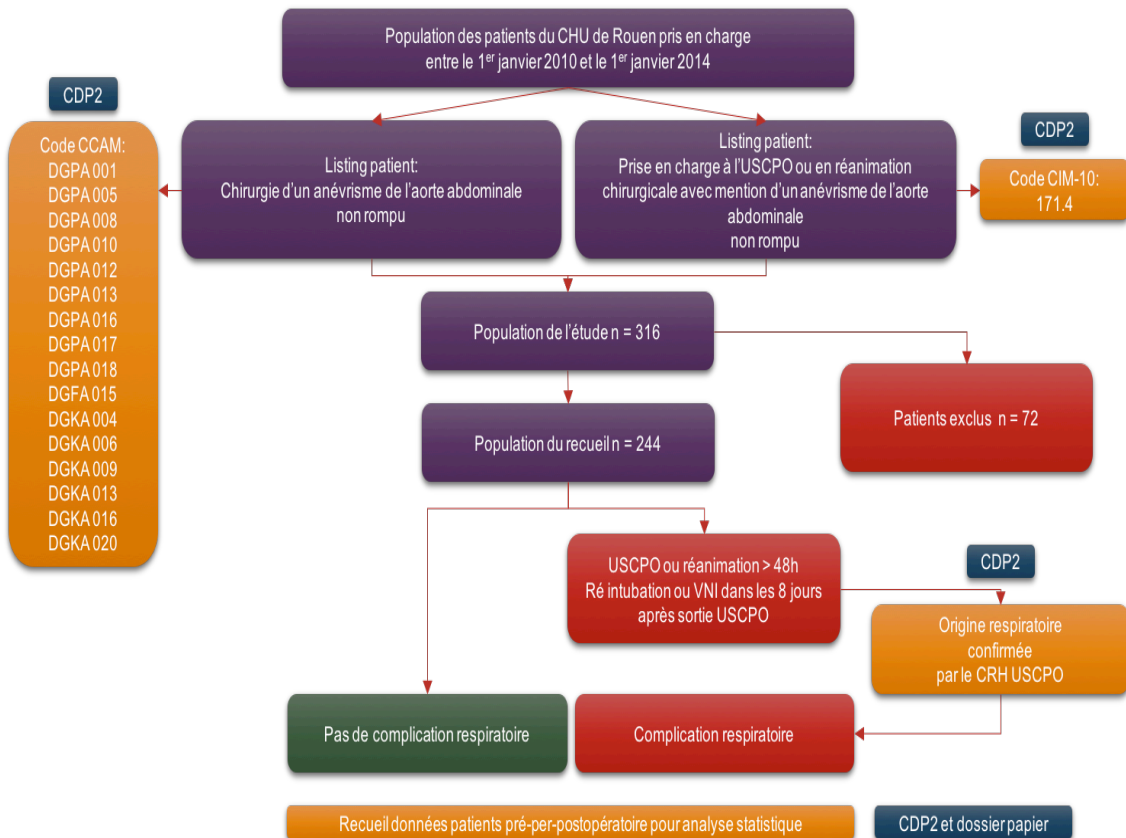 Population des patients du CHU de Rouen pris en charge
entre le 1er janvier 2010 et le 1er janvier 2014
CDP2
Code CCAM:
DGPA 001
DGPA 005
DGPA 008
DGPA 010
DGPA 012
DGPA 013
DGPA 016
DGPA 017
DGPA 018
DGFA 015
DGKA 004
DGKA 006
DGKA 009
DGKA 013
DGKA 016
DGKA 020
Listing patient:
Chirurgie d'un anévrisme de l'aorte abdominale
non rompu
Listing patient:
Prise en charge à l'USCPO ou en réanimation
chirurgicale avec mention d'un anévrisme de l'aorte
abdominale
non rompu
CDP2
Code CIM-10:
171.4
Population de l'étude n = 316
Patients exclus n = 72
Population du recueil n = 244
USCPO ou réanimation > 48h
Ré intubation ou VNI dans les 8 jours
après sortie USCPO
CDP2
Origine respiratoire
confirmée
par le CRH USCPO
Pas de complication respiratoire
Complication respiratoire
Recueil données patients pré-per-postopératoire pour analyse statistique
CDP2 et dossier papier